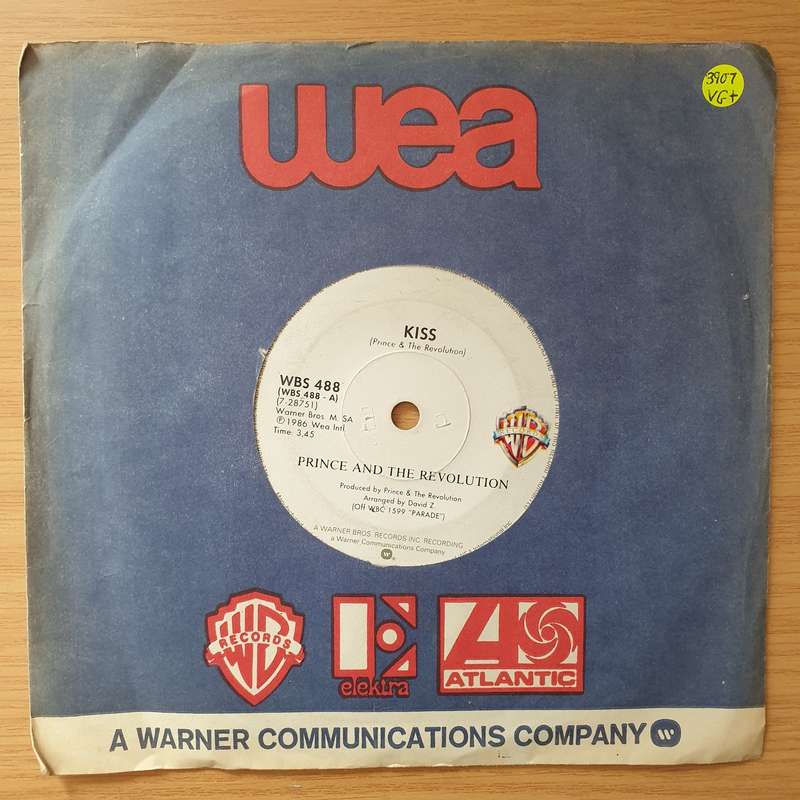 wea
3907
VG+
KISS
(Prince & The Revolution)
WBS 488
(WBS 488 - A)
(7-28751)
Warner Bros. M. SA
℗ 1986 Wea Intl
Time: 3,45
WB
RECORDS
PRINCE AND THE REVOLUTION
Produced by Prince & The Revolution
Arranged by David Z
(Off WBC 1599 "PARADE")
A WARNER BROS. RECORDS INC. RECORDING
a Warner Communications Company
W ®
WB
RECORDS
E
elektra
A
ATLANTIC
A WARNER COMMUNICATIONS COMPANY W